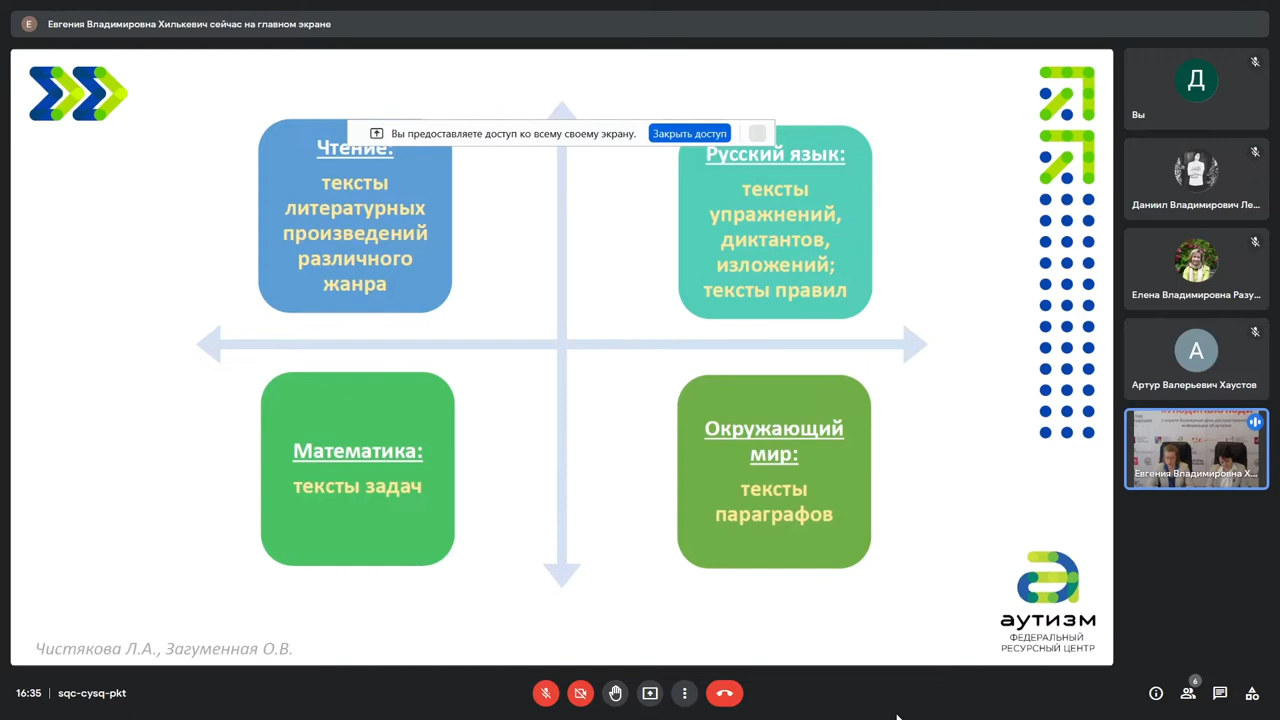 Е
Евгения Владимировна Хилькевич сейчас на главном экране
Вы предоставляете доступ ко всему своему экрану.
Закрыть доступ
Чтение:
тексты
литературных
произведений
различного
жанра
Русский язык:
тексты
упражнений,
диктантов,
изложений;
тексты правил
Математика:
тексты задач
Окружающий
мир:
тексты
параграфов
Чистякова Л.А., Загуменная О.В.
аутизм
ФЕДЕРАЛЬНЫЙ
РЕСУРСНЫЙ ЦЕНТР
Д
Вы
Даниил Владимирович Ле...
Елена Владимировна Разу...
А
Артур Валерьевич Хаустов
Евгения Владимировна Х...
16:35 | sqc-cysq-pkt
6